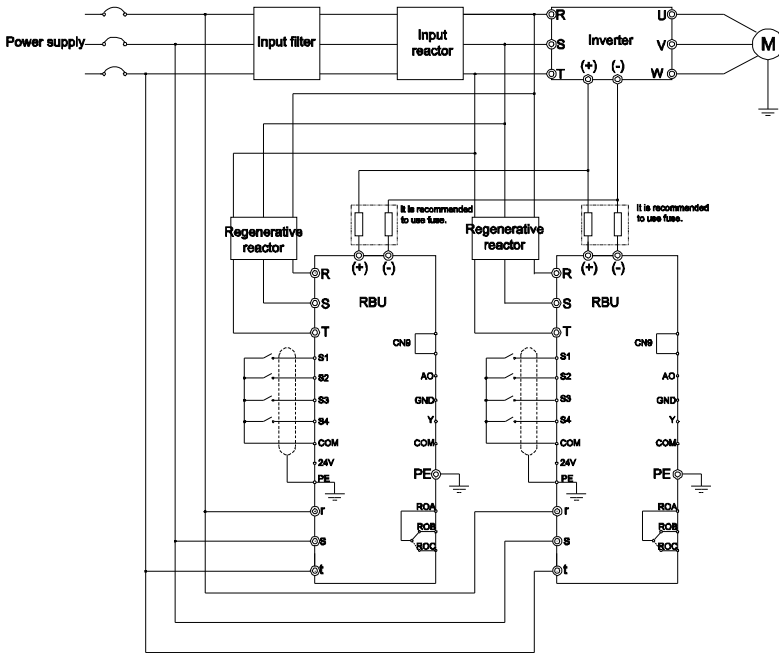 Power supply
Input filter
Input
reactor
R
S
T
Inverter
(+)
(-)
U
V
W
M
It is recommended
to use fuse.
It is recommended
to use fuse.
Regenerative
reactor
Regenerative
reactor
(+)
(-)
R
RBU
S
T
CN9
S1
S2
AO
S3
GND
S4
Y
COM
COM
24V
PE
PE
ROA
r
ROB
s
ROC
t
(+)
(-)
R
RBU
S
T
CN9
S1
S2
AO
S3
GND
S4
Y
COM
COM
24V
PE
PE
ROA
r
ROB
s
ROC
t